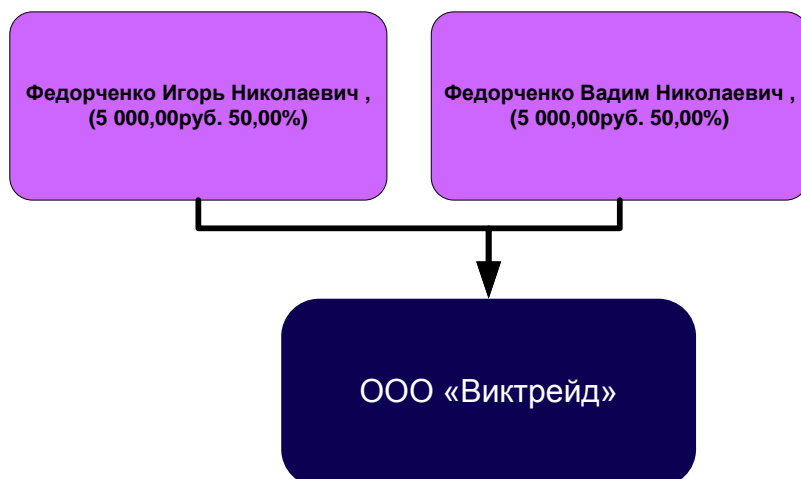 Федорченко Игорь Николаевич ,
(5 000,00руб. 50,00%)
Федорченко Вадим Николаевич ,
(5 000,00руб. 50,00%)
ООО «Виктрейд»